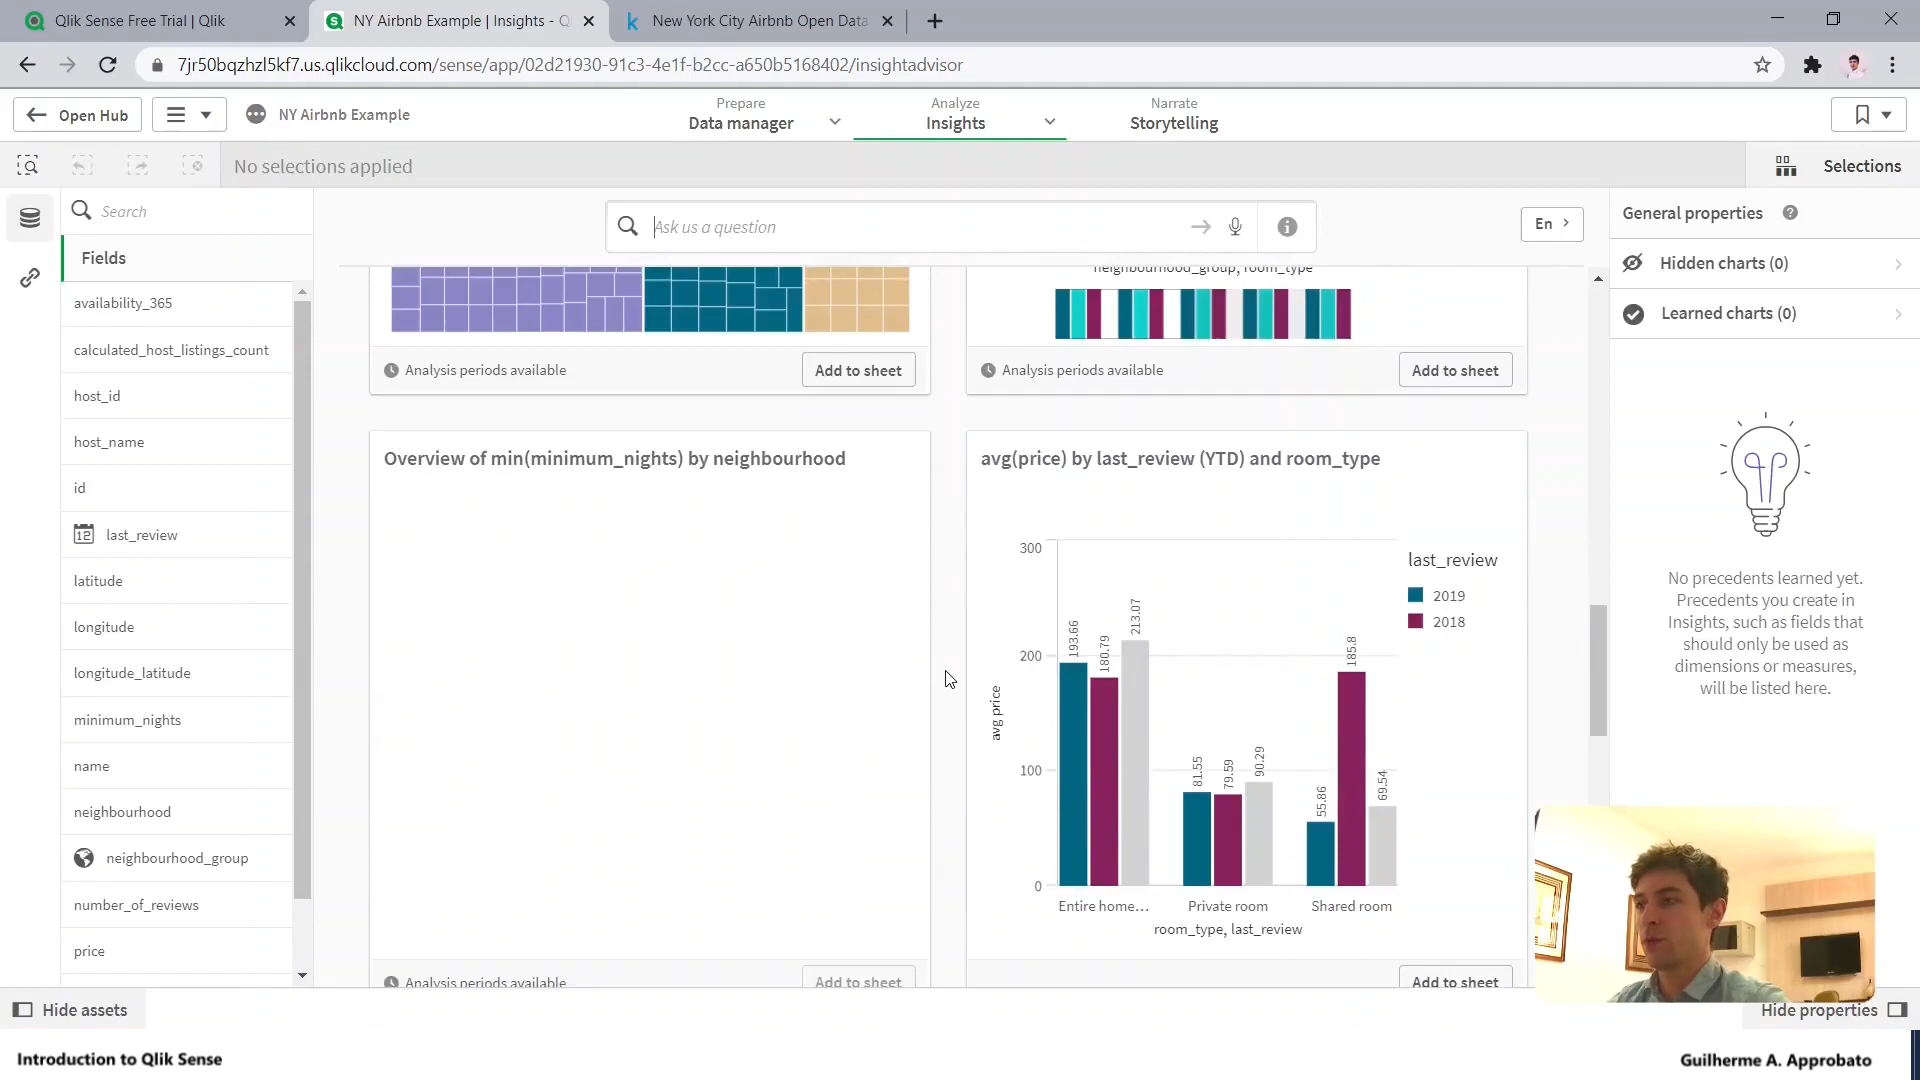 Qlik Sense Free Trial | Qlik
NY Airbnb Example | Insights - Q
New York City Airbnb Open Data
7jr50bqzhzl5kf7.us.qlikcloud.com/sense/app/02d21930-91c3-4e1f-b2cc-a650b5168402/insightadvisor
Open Hub
NY Airbnb Example
Prepare
Data manager
Analyze
Insights
Narrate
Storytelling
No selections applied
Selections
Search
Ask us a question
En
General properties
Fields
Hidden charts (0)
Learned charts (0)
availability_365
calculated_host_listings_count
host_id
host_name
id
last_review
latitude
longitude
longitude_latitude
minimum_nights
name
neighbourhood
neighbourhood_group
number_of_reviews
price
neighbourhood_group, room_type
Analysis periods available
Add to sheet
Analysis periods available
Add to sheet
Overview of min(minimum_nights) by neighbourhood
Analysis periods available
Add to sheet
avg(price) by last_review (YTD) and room_type
300
200
100
0
avg price
193.66
180.79
213.07
81.55
79.59
90.29
55.86
185.8
69.54
Entire home...
Private room
Shared room
room_type, last_review
last_review
2019
2018
Add to sheet
No precedents learned yet.
Precedents you create in
Insights, such as fields that
should only be used as
dimensions or measures,
will be listed here.
Hide assets
Hide properties
Introduction to Qlik Sense
Guilherme A. Approbato